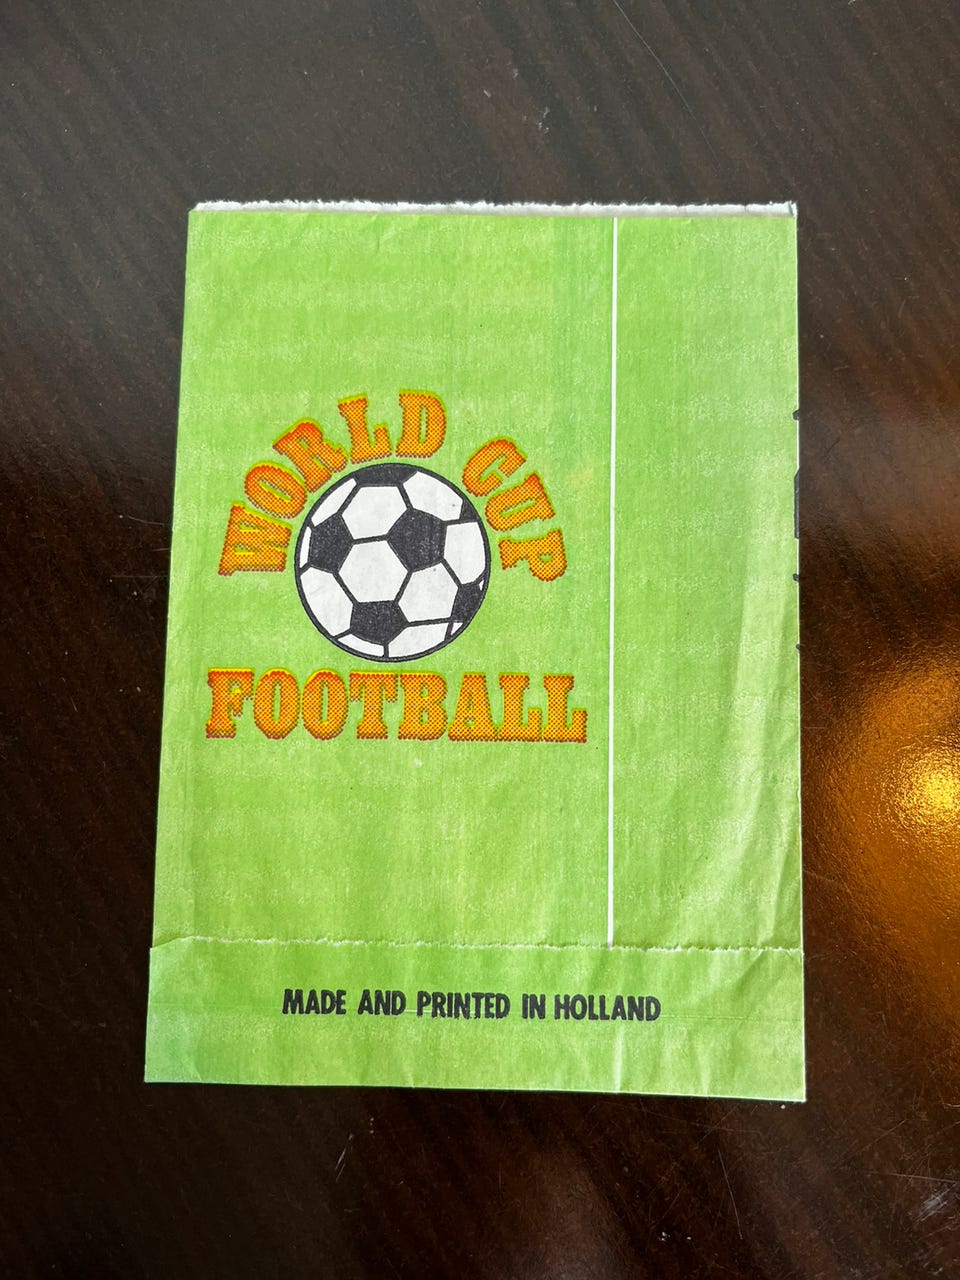 WORLD CUP
FOOTBALL
MADE AND PRINTED IN HOLLAND